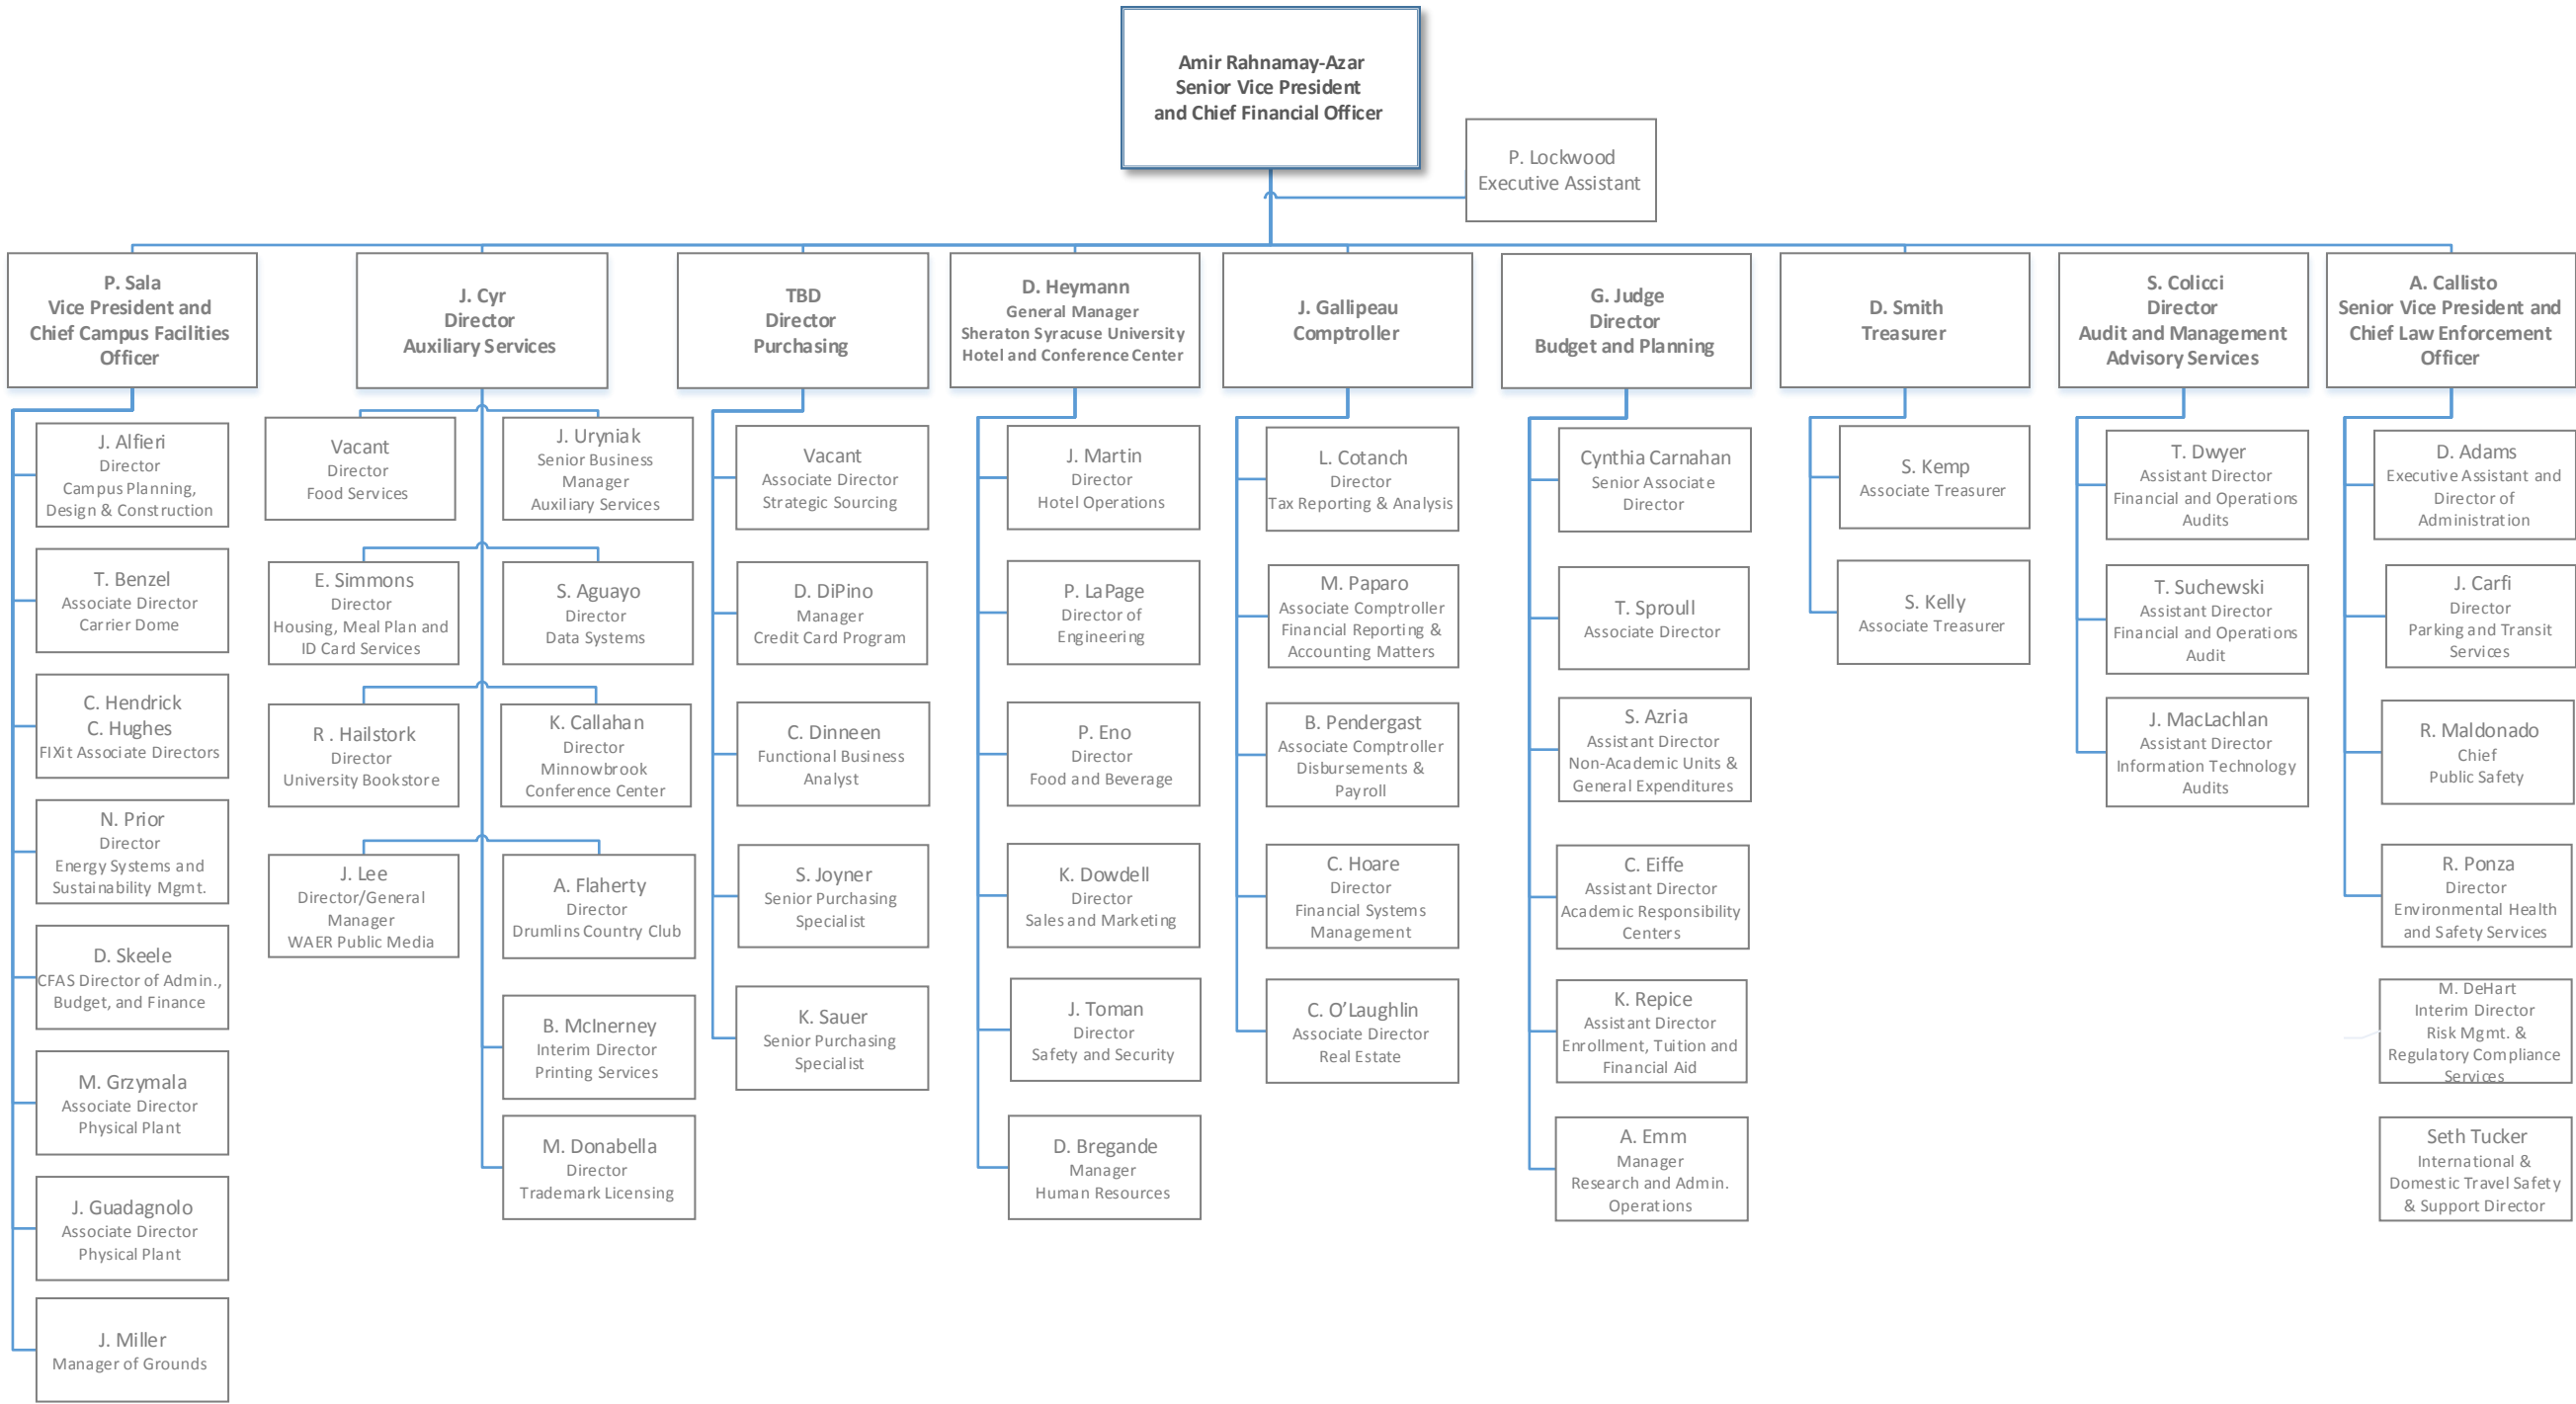 Amir Rahnamay-Azar
Senior Vice President
and Chief Financial Officer
P. Lockwood
Executive Assistant
P. Sala
Vice President and
Chief Campus Facilities
Officer
J. Cyr
Director
Auxiliary Services
TBD
Director
Purchasing
D. Heymann
General Manager
Sheraton Syracuse University
Hotel and Conference Center
J. Gallipeau
Comptroller
G. Judge
Director
Budget and Planning
D. Smith
Treasurer
S. Colicci
Director
Audit and Management
Advisory Services
A. Callisto
Senior Vice President and
Chief Law Enforcement
Officer
J. Alfieri
Director
Campus Planning,
Design & Construction
T. Benzel
Associate Director
Carrier Dome
C. Hendrick
C. Hughes
FIXit Associate Directors
N. Prior
Director
Energy Systems and
Sustainability Mgmt.
D. Skeele
CFAS Director of Admin.,
Budget, and Finance
M. Grzymala
Associate Director
Physical Plant
J. Guadagnolo
Associate Director
Physical Plant
J. Miller
Manager of Grounds
Vacant
Director
Food Services
J. Uryniak
Senior Business
Manager
Auxiliary Services
E. Simmons
Director
Housing, Meal Plan and
ID Card Services
S. Aguayo
Director
Data Systems
R . Hailstork
Director
University Bookstore
K. Callahan
Director
Minnowbrook
Conference Center
J. Lee
Director/General
Manager
WAER Public Media
A. Flaherty
Director
Drumlins Country Club
B. McInerney
Interim Director
Printing Services
M. Donabella
Director
Trademark Licensing
Vacant
Associate Director
Strategic Sourcing
D. DiPino
Manager
Credit Card Program
C. Dinneen
Functional Business
Analyst
S. Joyner
Senior Purchasing
Specialist
K. Sauer
Senior Purchasing
Specialist
J. Martin
Director
Hotel Operations
P. LaPage
Director of
Engineering
P. Eno
Director
Food and Beverage
K. Dowdell
Director
Sales and Marketing
J. Toman
Director
Safety and Security
D. Bregande
Manager
Human Resources
L. Cotanch
Director
Tax Reporting & Analysis
M. Paparo
Associate Comptroller
Financial Reporting &
Accounting Matters
B. Pendergast
Associate Comptroller
Disbursements &
Payroll
C. Hoare
Director
Financial Systems
Management
C. O’Laughlin
Associate Director
Real Estate
Cynthia Carnahan
Senior Associate
Director
T. Sproull
Associate Director
S. Azria
Assistant Director
Non-Academic Units &
General Expenditures
C. Eiffe
Assistant Director
Academic Responsibility
Centers
K. Repice
Assistant Director
Enrollment, Tuition and
Financial Aid
A. Emm
Manager
Research and Admin.
Operations
S. Kemp
Associate Treasurer
S. Kelly
Associate Treasurer
T. Dwyer
Assistant Director
Financial and Operations
Audits
T. Suchewski
Assistant Director
Financial and Operations
Audit
J. MacLachlan
Assistant Director
Information Technology
Audits
D. Adams
Executive Assistant and
Director of
Administration
J. Carfi
Director
Parking and Transit
Services
R. Maldonado
Chief
Public Safety
R. Ponza
Director
Environmental Health
and Safety Services
M. DeHart
Interim Director
Risk Mgmt. &
Regulatory Compliance
Services
Seth Tucker
International &
Domestic Travel Safety
& Support Director